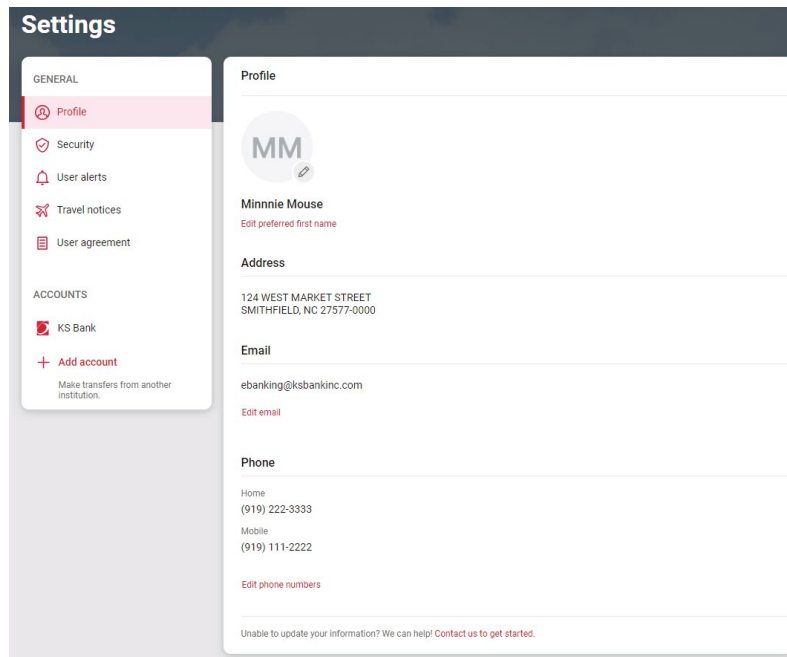 Settings
GENERAL
Profile
Security
User alerts
Travel notices
User agreement
ACCOUNTS
KS Bank
Add account
Make transfers from another
institution.
Profile
MM
Minnnie Mouse
Edit preferred first name
Address
124 WEST MARKET STREET
SMITHFIELD, NC 27577-0000
Email
ebanking@ksbankinc.com
Edit email
Phone
Home
(919) 222-3333
Mobile
(919) 111-2222
Edit phone numbers
Unable to update your information? We can help! Contact us to get started.